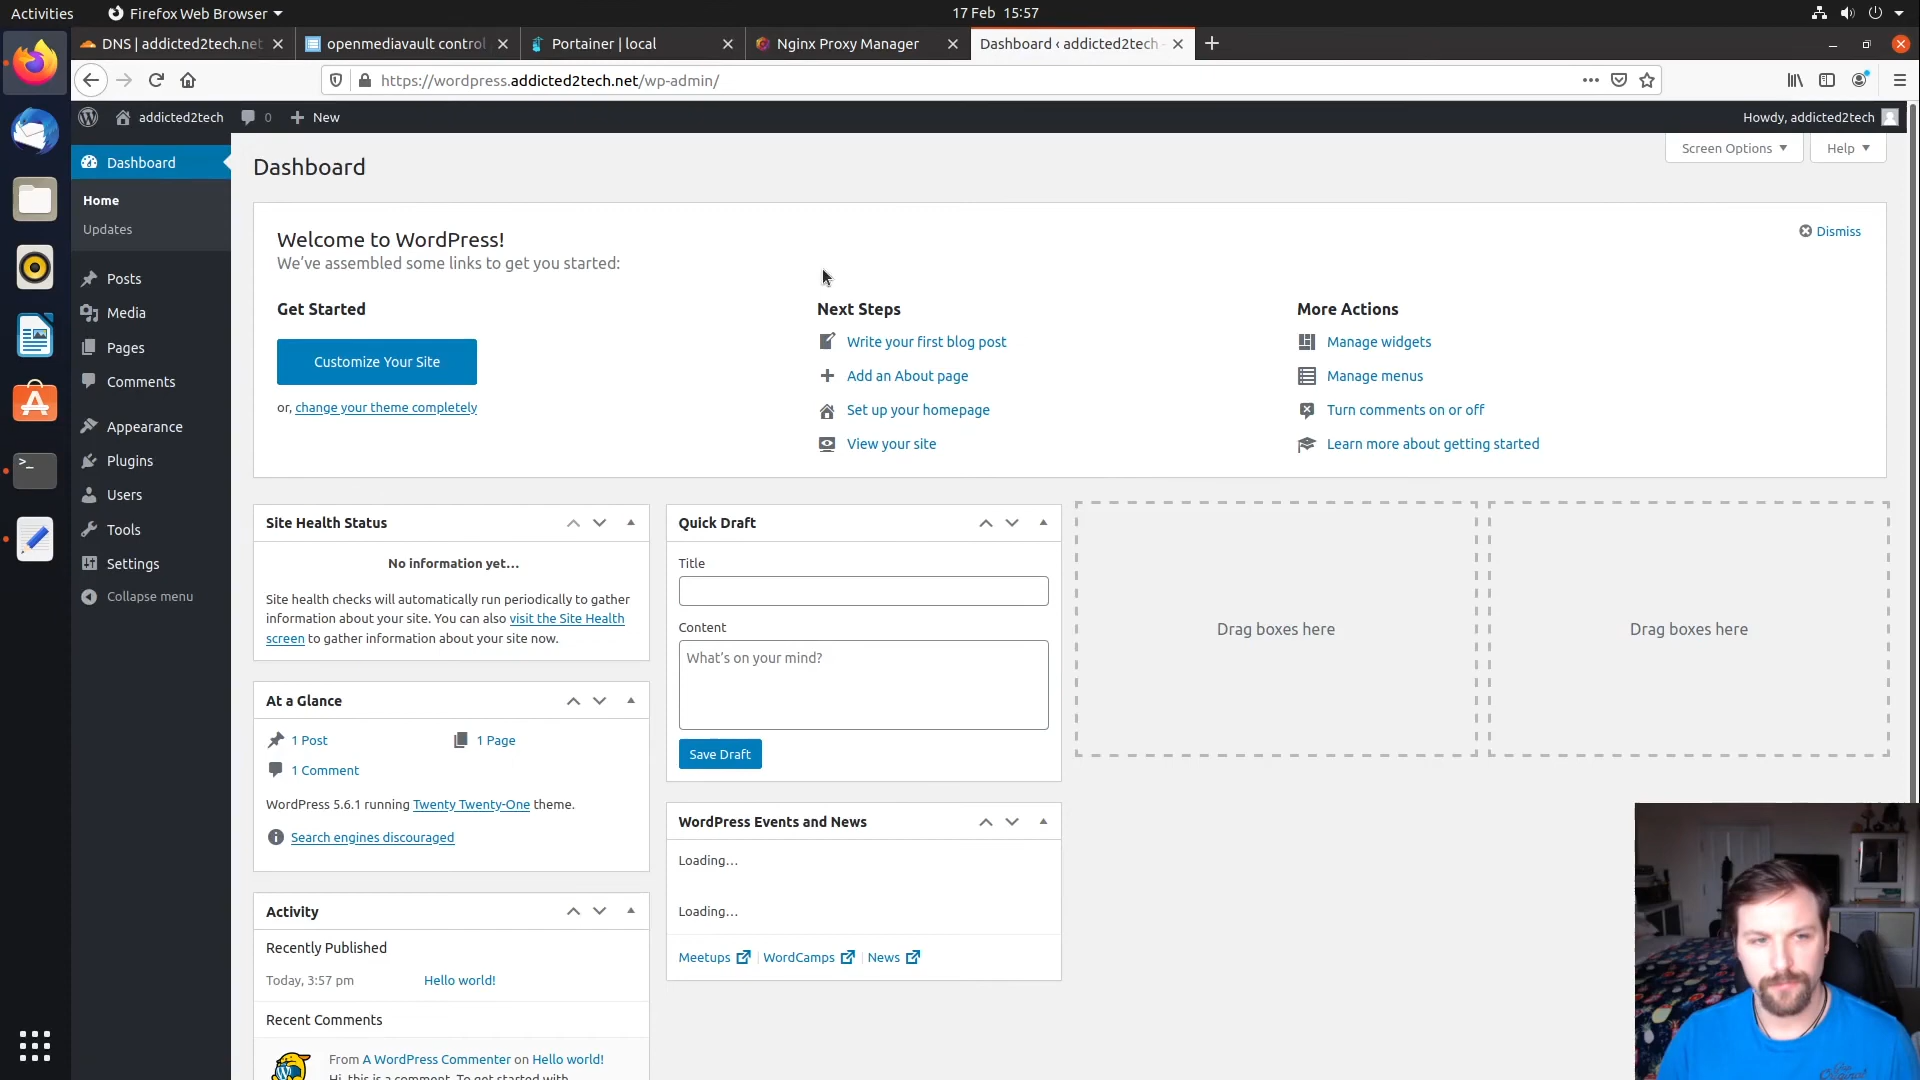 Activities
Firefox Web Browser
17 Feb 15:57
DNS | addicted2tech.net
openmediavault control
Portainer | local
Nginx Proxy Manager
Dashboard ‹ addicted2tech
https://wordpress.addicted2tech.net/wp-admin/
addicted2tech
0
New
Howdy, addicted2tech
Dashboard
Home
Updates
Posts
Media
Pages
Comments
Appearance
Plugins
Users
Tools
Settings
Collapse menu
Dashboard
Screen Options
Help
Welcome to WordPress!
We've assembled some links to get you started:
Dismiss
Get Started
Customize Your Site
or, change your theme completely
Next Steps
Write your first blog post
Add an About page
Set up your homepage
View your site
More Actions
Manage widgets
Manage menus
Turn comments on or off
Learn more about getting started
Site Health Status
No information yet…
Site health checks will automatically run periodically to gather
information about your site. You can also visit the Site Health
screen to gather information about your site now.
At a Glance
1 Post
1 Page
1 Comment
WordPress 5.6.1 running Twenty Twenty-One theme.
Search engines discouraged
Activity
Recently Published
Today, 3:57 pm
Hello world!
Recent Comments
From A WordPress Commenter on Hello world!
Hi, this is a comment. To get started with
Quick Draft
Title
Content
What's on your mind?
Save Draft
WordPress Events and News
Loading…
Loading…
Meetups
WordCamps
News
Drag boxes here
Drag boxes here